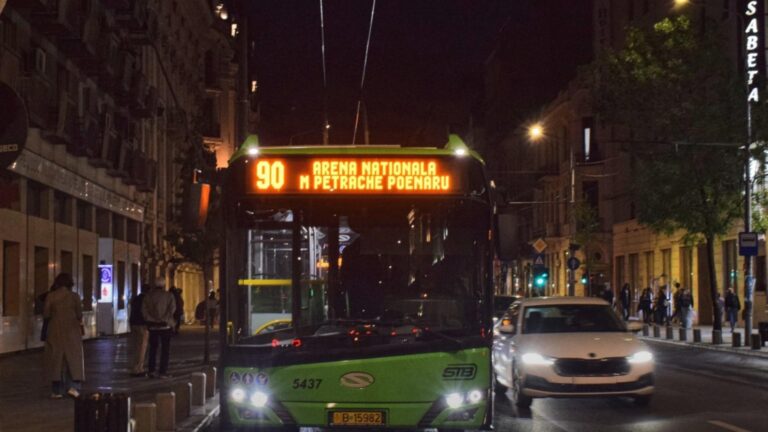 SABETA
90 ARENA NATIONALA
M PETRACHE POENARU
5437
STB
B-15982